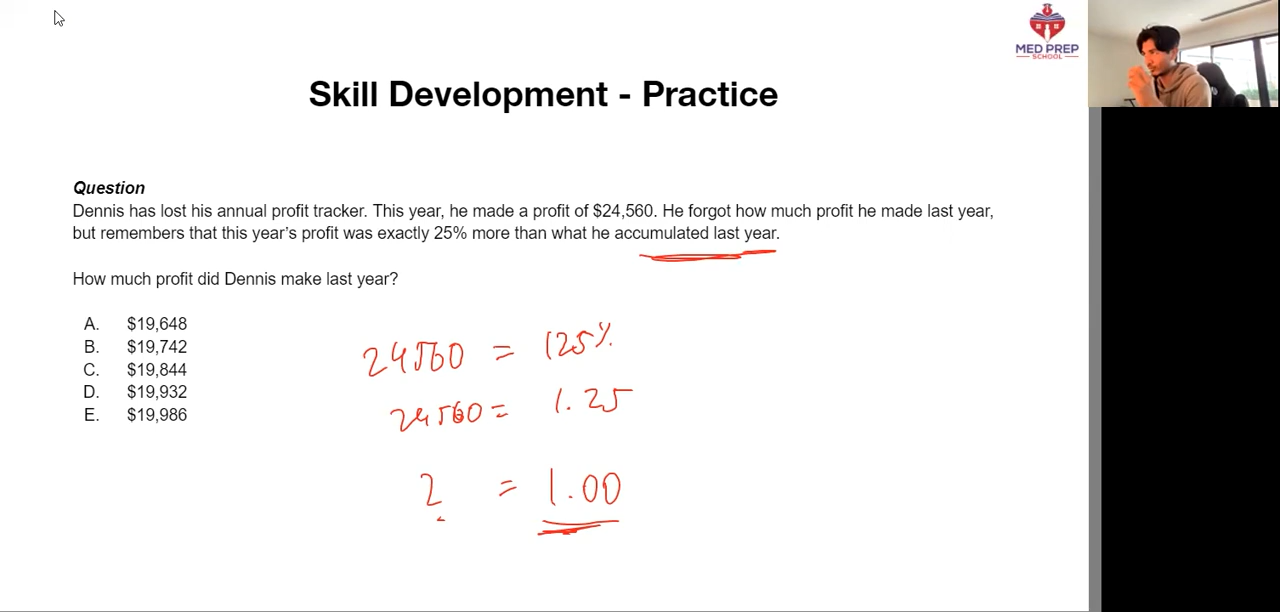 MED PREP
SCHOOL
Skill Development - Practice
Question
Dennis has lost his annual profit tracker. This year, he made a profit of $24,560. He forgot how much profit he made last year,
but remembers that this year's profit was exactly 25% more than what he accumulated last year.
How much profit did Dennis make last year?
A. $19,648
B. $19,742
C. $19,844
D. $19,932
E. $19,986
24560 = 125%
24560 = 1.25
? = 1.00